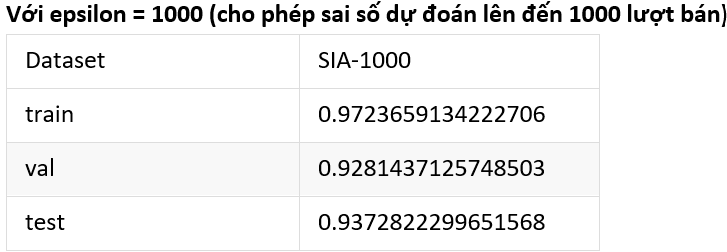 Với epsilon = 1000 (cho phép sai số dự đoán lên đến 1000 lượt bán)
Dataset SIA-1000
train 0.9723659134222706
val 0.9281437125748503
test 0.9372822299651568